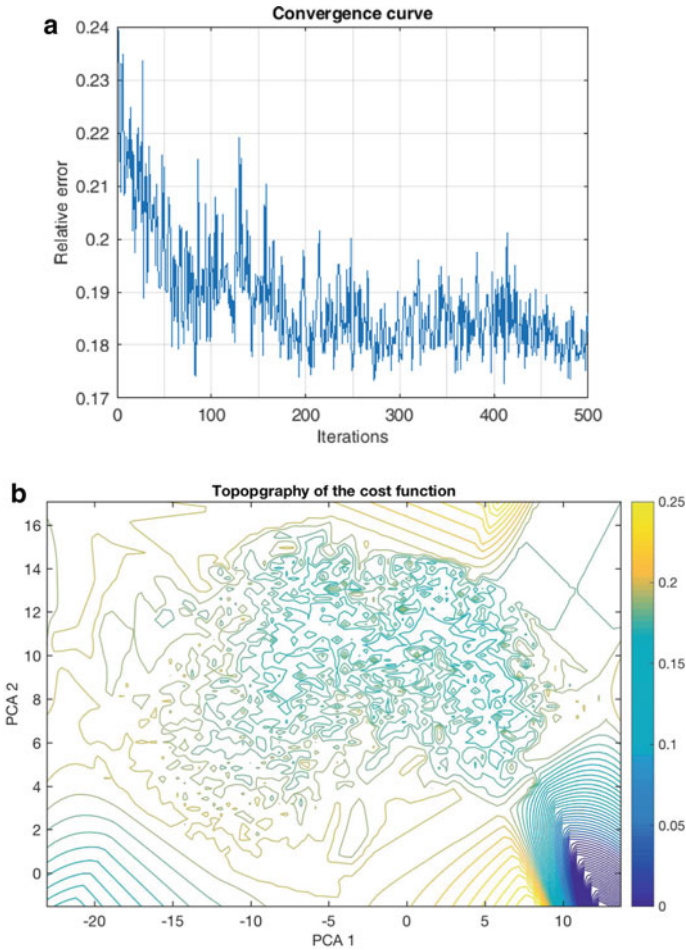 a
Convergence curve
Relative error
0.24
0.23
0.22
0.21
0.2
0.19
0.18
0.17
0 100 200 300 400 500
Iterations
b
Topopgraphy of the cost function
PCA 2
16
14
12
10
8
6
4
2
0
-20 -15 -10 -5 0 5 10
PCA 1
0.25
0.2
0.15
0.1
0.05
0